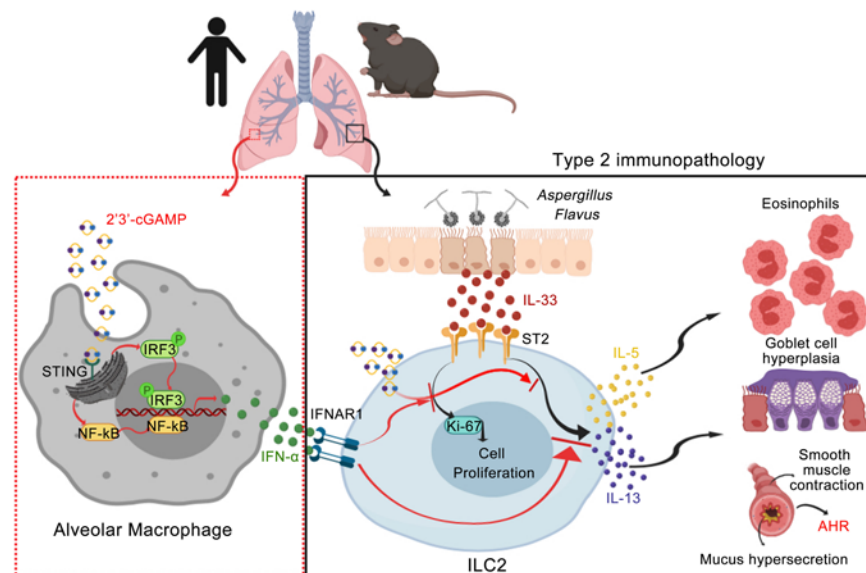 Type 2 immunopathology
2'3'-cGAMP
STING
IRF3
P
P
IRF3
NF-kB
NF-kB
IFN-α
Alveolar Macrophage
Aspergillus
Flavus
IL-33
ST2
IFNAR1
Ki-67
Cell
Proliferation
IL-5
IL-13
ILC2
Eosinophils
Goblet cell
hyperplasia
Smooth
muscle
contraction
AHR
Mucus hypersecretion